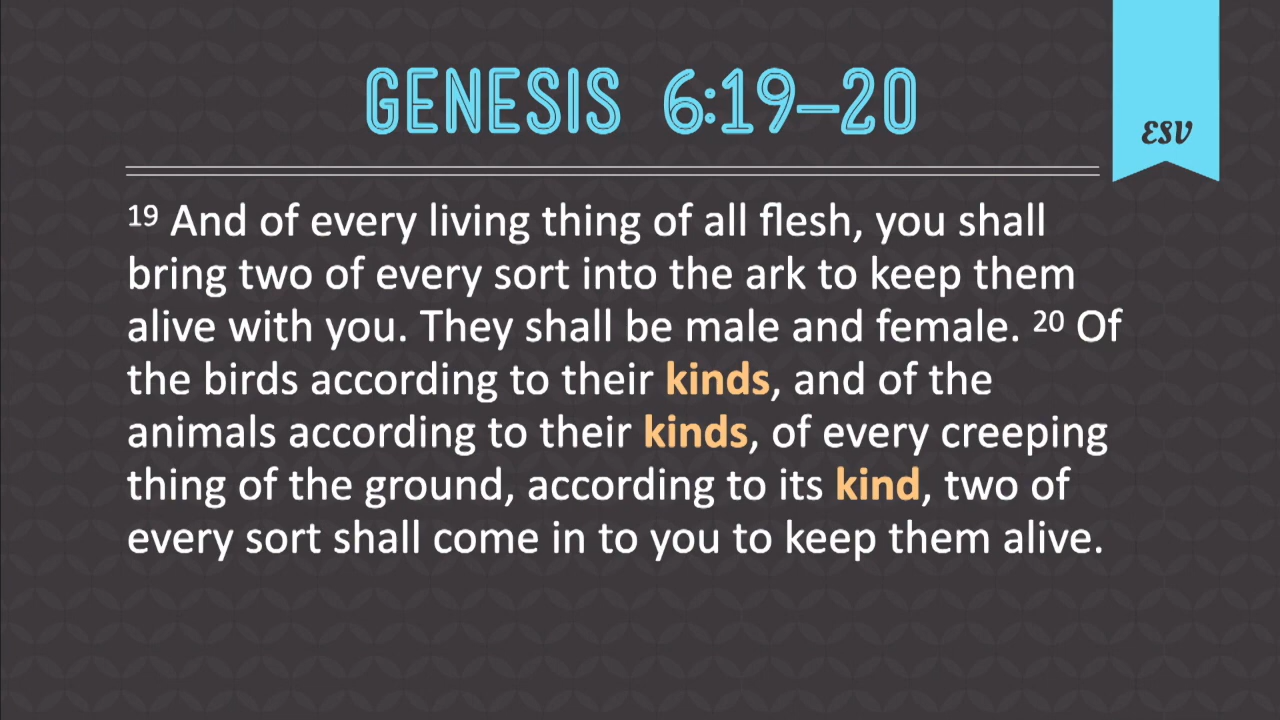 GENESIS 6:19–20
ESV
19 And of every living thing of all flesh, you shall
bring two of every sort into the ark to keep them
alive with you. They shall be male and female. 20 Of
the birds according to their kinds, and of the
animals according to their kinds, of every creeping
thing of the ground, according to its kind, two of
every sort shall come in to you to keep them alive.